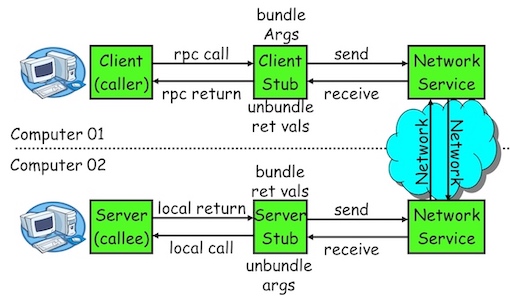 bundle
Args
Client
(caller)
rpc call
rpc return
Client
Stub
send
receive
Network
Service
unbundle
ret vals
Computer 01
Network
Network
Computer 02
bundle
ret vals
Server
(callee)
local return
local call
Server
Stub
send
receive
Network
Service
unbundle
args